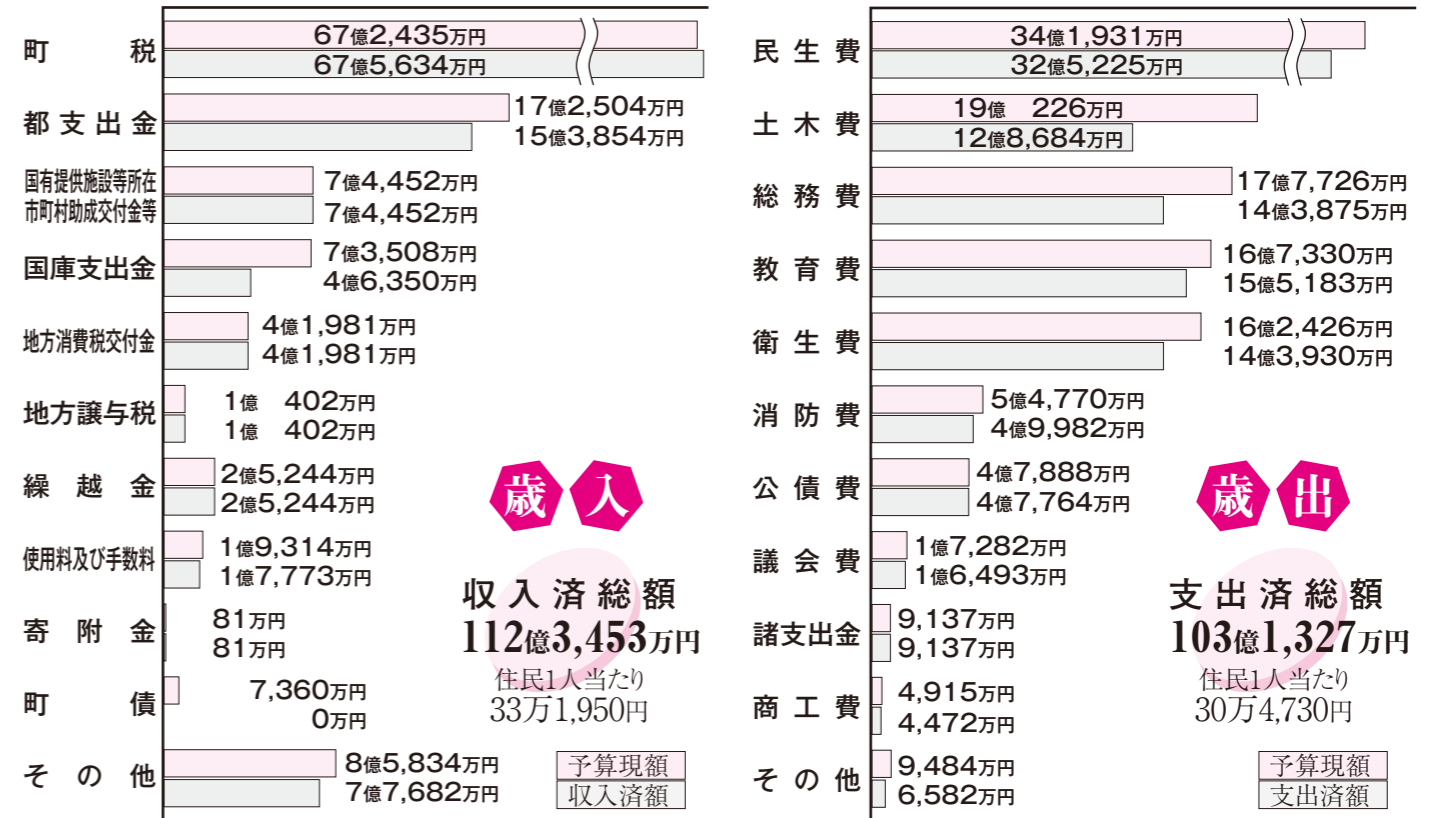 町税
67億2,435万円
67億5,634万円
都支出金
17億2,504万円
15億3,854万円
国有提供施設等所在
市町村助成交付金等
7億4,452万円
7億4,452万円
国庫支出金
7億3,508万円
4億6,350万円
地方消費税交付金
4億1,981万円
4億1,981万円
地方譲与税
1億 402万円
1億 402万円
繰越金
2億5,244万円
2億5,244万円
使用料及び手数料
1億9,314万円
1億7,773万円
寄附金
81万円
81万円
町債
7,360万円
0万円
その他
8億5,834万円
7億7,682万円
歳入
収入済総額
112億3,453万円
住民1人当たり
33万1,950円
予算現額
収入済額
民生費
34億1,931万円
32億5,225万円
土木費
19億 226万円
12億8,684万円
総務費
17億7,726万円
14億3,875万円
教育費
16億7,330万円
15億5,183万円
衛生費
16億2,426万円
14億3,930万円
消防費
5億4,770万円
4億9,982万円
公債費
4億7,888万円
4億7,764万円
議会費
1億7,282万円
1億6,493万円
諸支出金
9,137万円
9,137万円
商工費
4,915万円
4,472万円
その他
9,484万円
6,582万円
歳出
支出済総額
103億1,327万円
住民1人当たり
30万4,730円
予算現額
支出済額